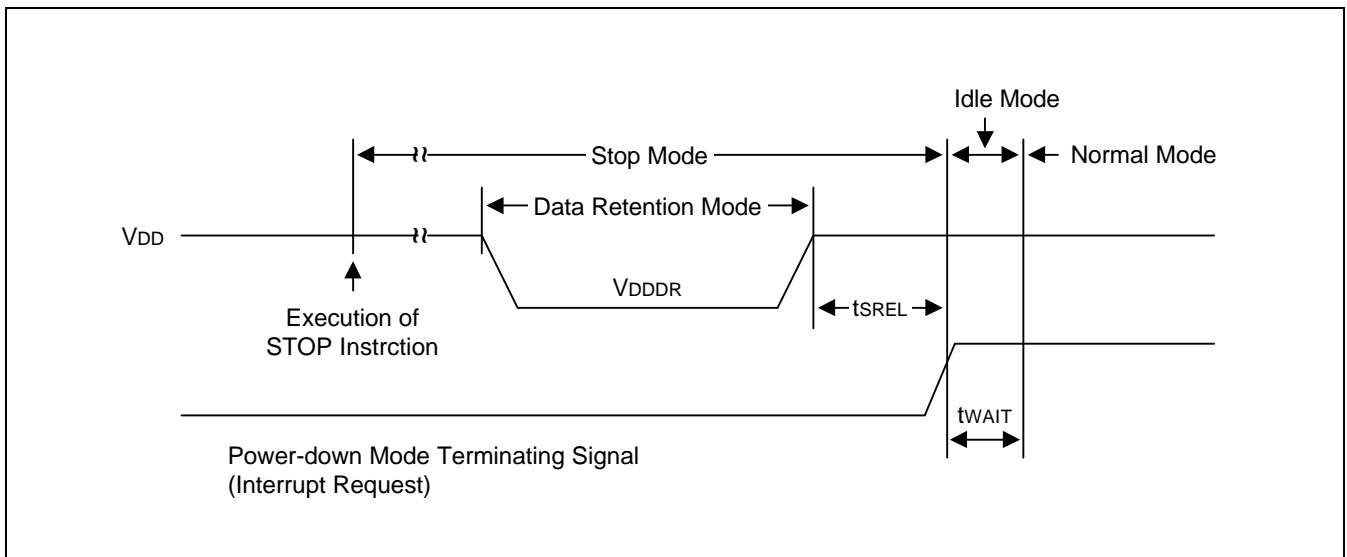 Idle Mode
Stop Mode
Normal Mode
Data Retention Mode
VDD
VDDDR
tSREL
Execution of
STOP Instrction
tWAIT
Power-down Mode Terminating Signal
(Interrupt Request)